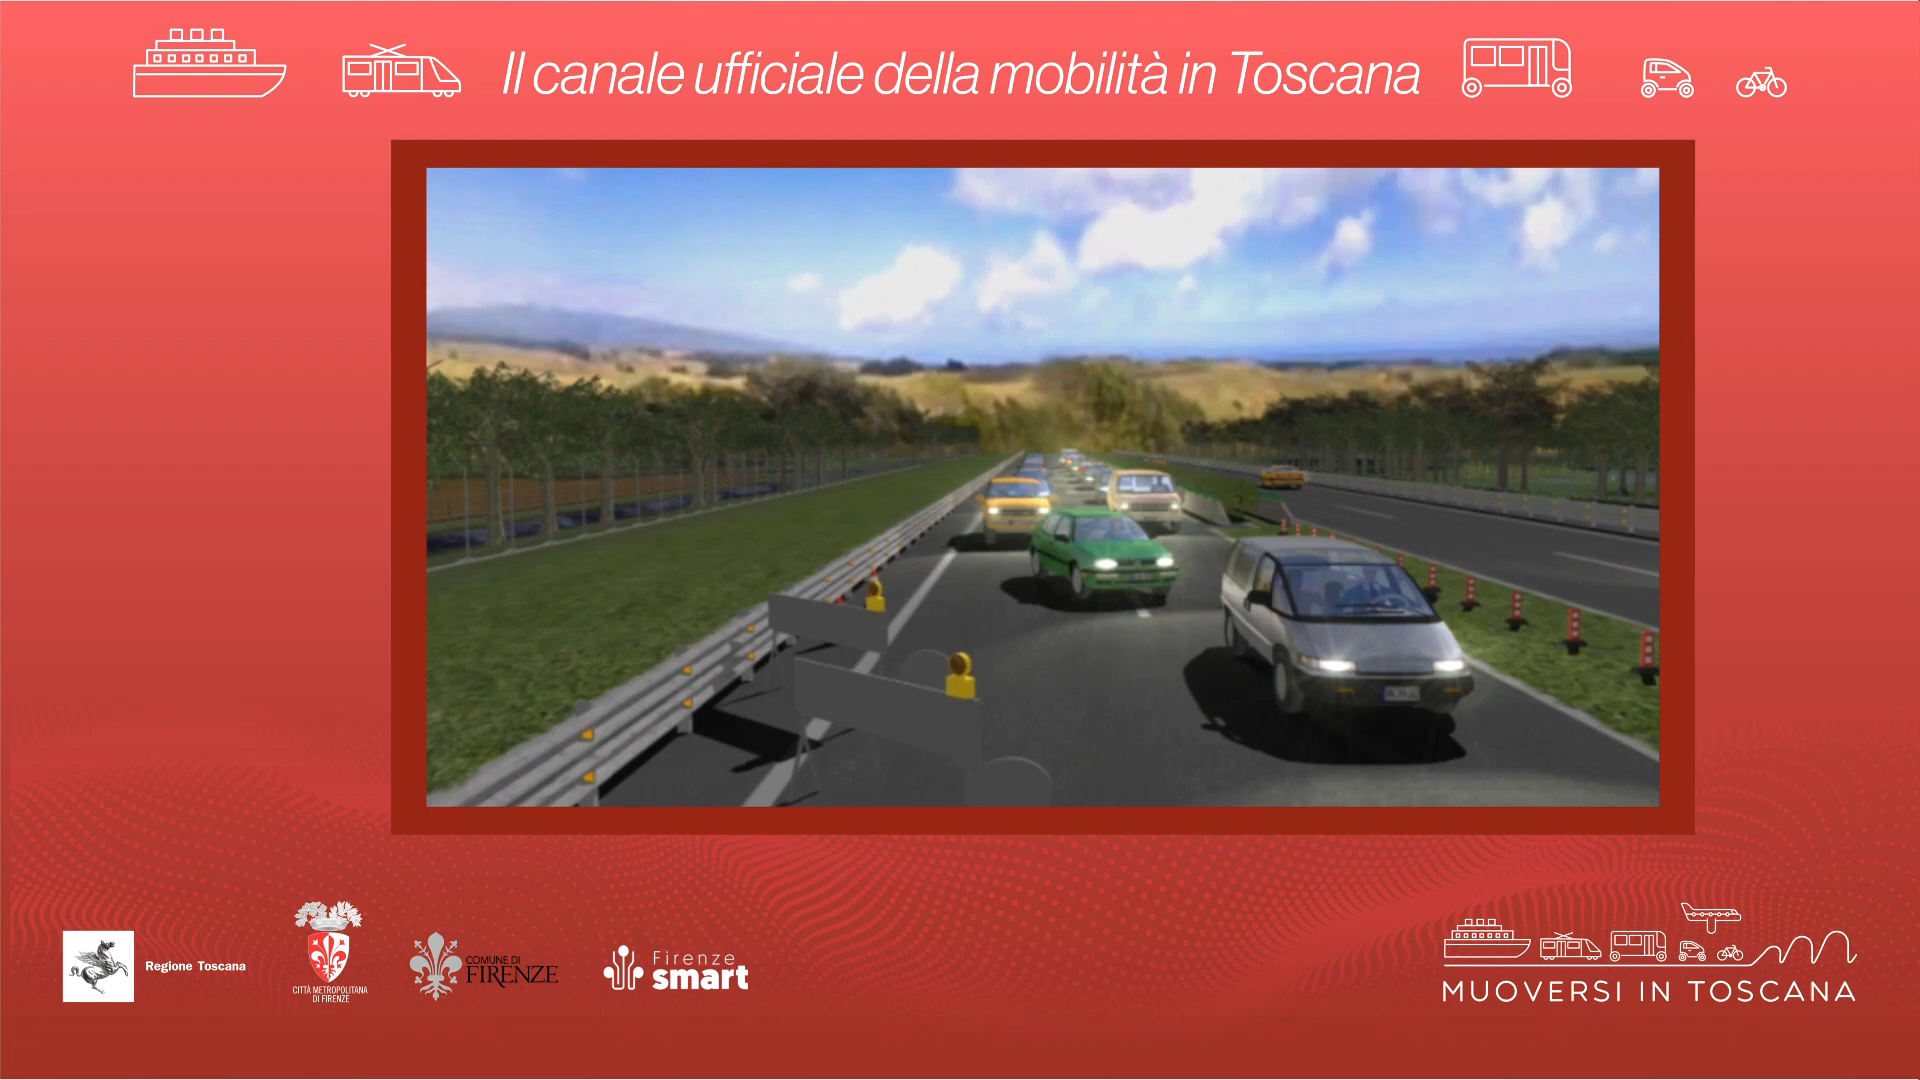 Il canale ufficiale della mobilità in Toscana
Regione Toscana
CITTÀ METROPOLITANA
DI FIRENZE
COMUNE DI
FIRENZE
Firenze
smart
MUOVERSI IN TOSCANA